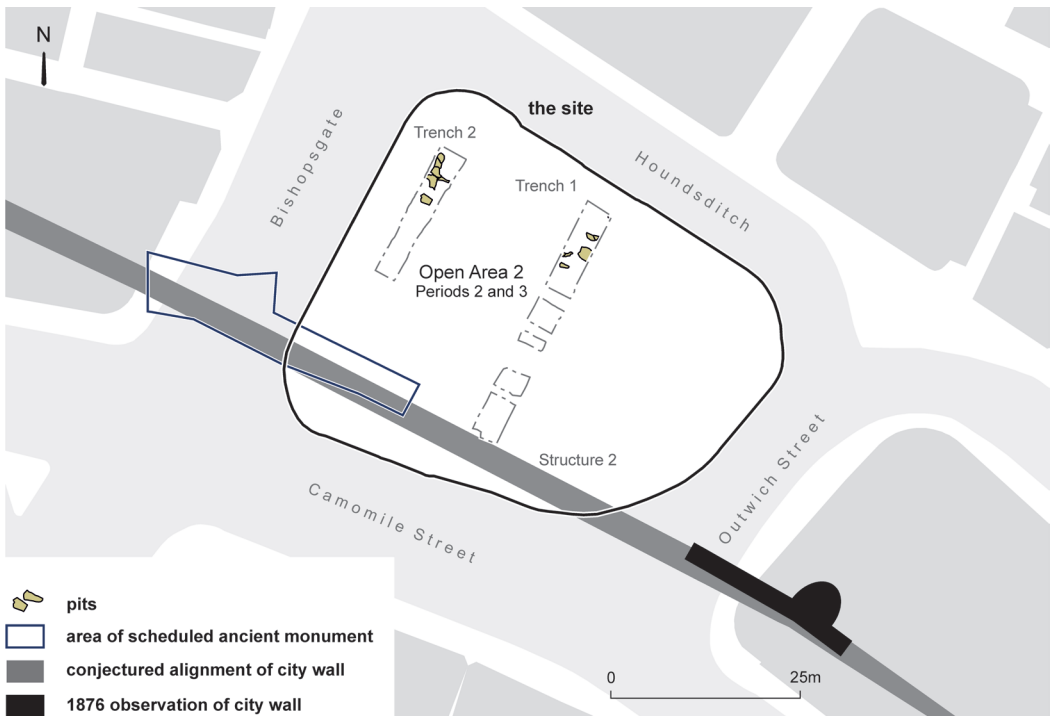 N
the site
Trench 2
Bishopsgate
Houndsditch
Trench 1
Open Area 2
Periods 2 and 3
Structure 2
Outwich Street
Camomile Street
pits
area of scheduled ancient monument
conjectured alignment of city wall
1876 observation of city wall
0
25m